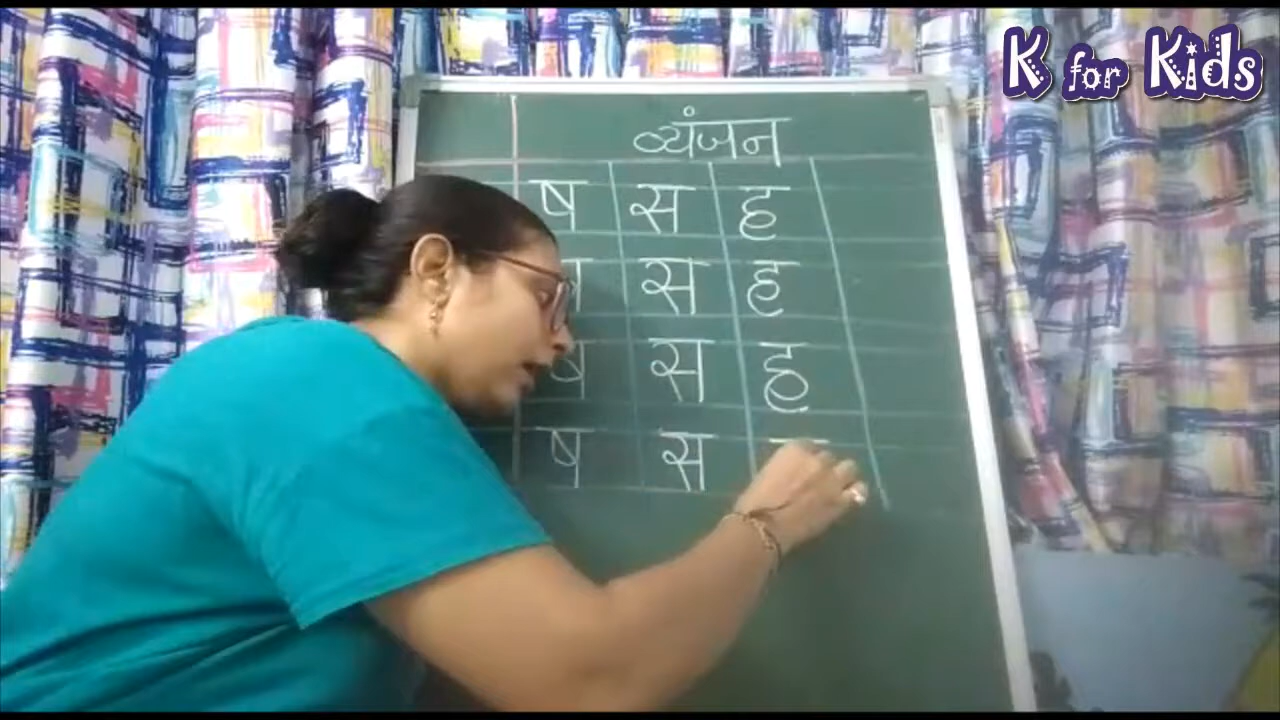 K for Kids
व्यंजन
ष स ह
ष स ह
ष स ह
ष स